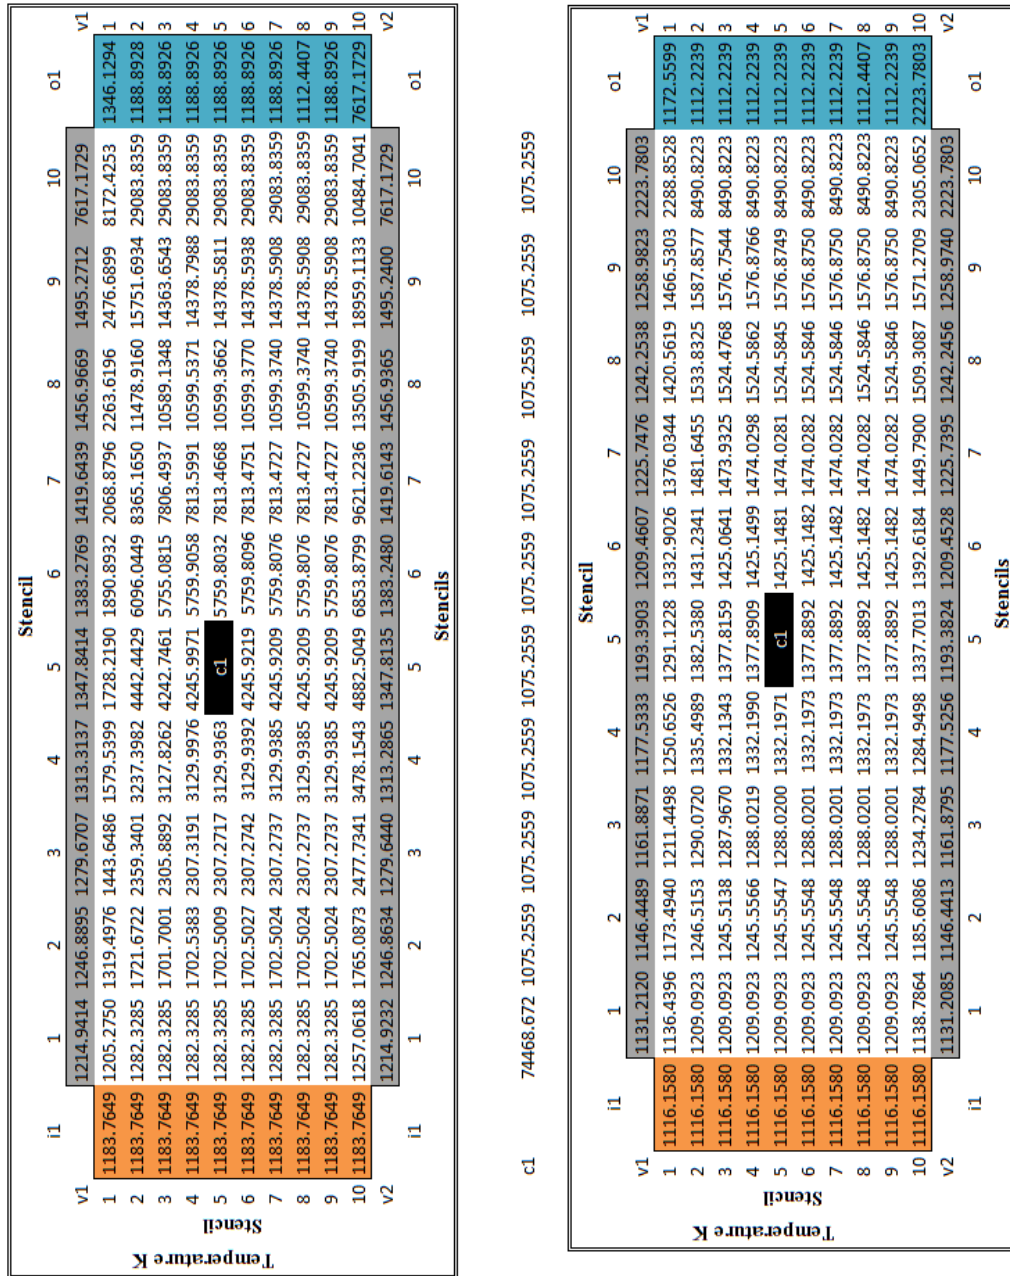 Stencil
i1 1 2 3 4 5 6 7 8 9 10 o1
v1 1214.9414 1246.8895 1279.6707 1313.3137 1347.8414 1383.2769 1419.6439 1456.9669 1495.2712 7617.1729 v1
1 1183.7649 1205.2750 1319.4976 1443.6486 1579.5399 1728.2190 1890.8932 2068.8796 2263.6196 2476.6899 8172.4253 1346.1294 1
2 1183.7649 1282.3285 1721.6722 2359.3401 3237.3982 4442.4429 6096.0449 8365.1650 11478.9160 15751.6934 29083.8359 1188.8928 2
3 1183.7649 1282.3285 1701.7001 2305.8892 3127.8262 4242.7461 5755.0815 7806.4937 10589.1348 14363.6543 29083.8359 1188.8926 3
4 1183.7649 1282.3285 1702.5383 2307.3191 3129.9976 4245.9971 5759.9058 7813.5991 10599.5371 14378.7988 29083.8359 1188.8926 4
5 1183.7649 1282.3285 1702.5009 2307.2717 3129.9363 c1 5759.8032 7813.4668 10599.3662 14378.5811 29083.8359 1188.8926 5
6 1183.7649 1282.3285 1702.5027 2307.2742 3129.9392 4245.9219 5759.8096 7813.4751 10599.3770 14378.5938 29083.8359 1188.8926 6
7 1183.7649 1282.3285 1702.5024 2307.2737 3129.9385 4245.9209 5759.8076 7813.4727 10599.3740 14378.5908 29083.8359 1188.8926 7
8 1183.7649 1282.3285 1702.5024 2307.2737 3129.9385 4245.9209 5759.8076 7813.4727 10599.3740 14378.5908 29083.8359 1112.4407 8
9 1183.7649 1282.3285 1702.5024 2307.2737 3129.9385 4245.9209 5759.8076 7813.4727 10599.3740 14378.5908 29083.8359 1188.8926 9
10 1183.7649 1257.0618 1765.0873 2477.7341 3478.1543 4882.5049 6853.8799 9621.2236 13505.9199 18959.1133 10484.7041 7617.1729 10
v2 1214.9232 1246.8634 1279.6440 1313.2865 1347.8135 1383.2480 1419.6143 1456.9365 1495.2400 7617.1729 v2
i1 1 2 3 4 5 6 7 8 9 10 o1
Stencils
Stencil
Temperature K
c1 74468.672 1075.2559 1075.2559 1075.2559 1075.2559 1075.2559 1075.2559 1075.2559 1075.2559 1075.2559
Stencil
i1 1 2 3 4 5 6 7 8 9 10 o1
v1 1131.2120 1146.4489 1161.8871 1177.5333 1193.3903 1209.4607 1225.7476 1242.2538 1258.9823 2223.7803 v1
1 1116.1580 1136.4396 1173.4940 1211.4498 1250.6526 1291.1228 1332.9026 1376.0344 1420.5619 1466.5303 2288.8528 1172.5599 1
2 1116.1580 1209.0923 1246.5153 1290.0720 1335.4989 1382.5380 1431.2341 1481.6455 1533.8325 1587.8577 8490.8223 1112.2239 2
3 1116.1580 1209.0923 1245.5138 1287.9670 1332.1343 1377.8159 1425.0641 1473.9325 1524.4768 1576.7544 8490.8223 1112.2239 3
4 1116.1580 1209.0923 1245.5566 1288.0219 1332.1990 1377.8909 1425.1499 1474.0298 1524.5862 1576.8766 8490.8223 1112.2239 4
5 1116.1580 1209.0923 1245.5547 1288.0200 1332.1971 c1 1425.1481 1474.0281 1524.5845 1576.8749 8490.8223 1112.2239 5
6 1116.1580 1209.0923 1245.5548 1288.0201 1332.1973 1377.8892 1425.1482 1474.0282 1524.5846 1576.8750 8490.8223 1112.2239 6
7 1116.1580 1209.0923 1245.5548 1288.0201 1332.1973 1377.8892 1425.1482 1474.0282 1524.5846 1576.8750 8490.8223 1112.2239 7
8 1116.1580 1209.0923 1245.5548 1288.0201 1332.1973 1377.8892 1425.1482 1474.0282 1524.5846 1576.8750 8490.8223 1112.4407 8
9 1116.1580 1209.0923 1245.5548 1288.0201 1332.1973 1377.8892 1425.1482 1474.0282 1524.5846 1576.8750 8490.8223 1112.2239 9
10 1116.1580 1138.7864 1185.6086 1234.2784 1284.9498 1337.7013 1392.6184 1449.7900 1509.3087 1571.2709 2305.0652 2223.7803 10
v2 1131.2085 1146.4413 1161.8795 1177.5256 1193.3824 1209.4528 1225.7395 1242.2456 1258.9740 2223.7803 v2
i1 1 2 3 4 5 6 7 8 9 10 o1
Stencils
Stencil
Temperature K